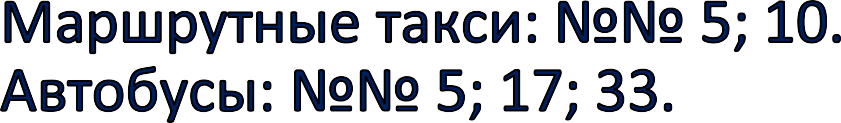 Маршрутные такси: №№ 5; 10.
Автобусы: №№ 5; 17; 33.